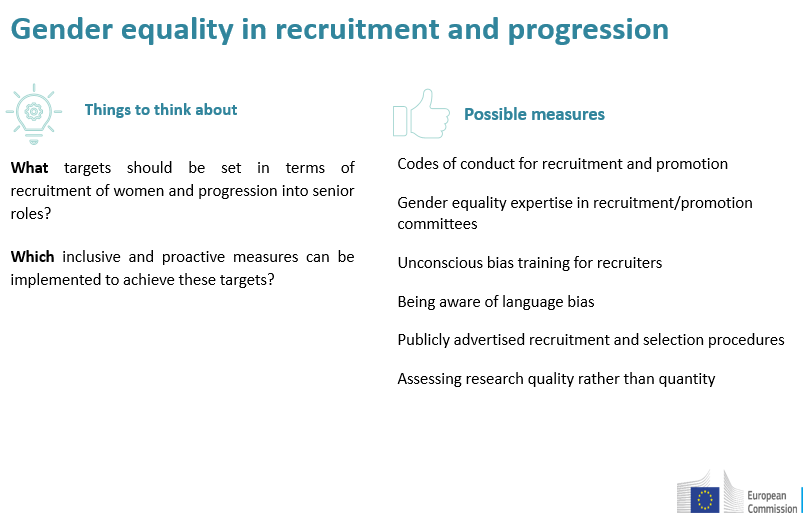 Gender equality in recruitment and progression
Things to think about
What targets should be set in terms of
recruitment of women and progression into senior
roles?
Which inclusive and proactive measures can be
implemented to achieve these targets?
Possible measures
Codes of conduct for recruitment and promotion
Gender equality expertise in recruitment/promotion
committees
Unconscious bias training for recruiters
Being aware of language bias
Publicly advertised recruitment and selection procedures
Assessing research quality rather than quantity
European
Commission